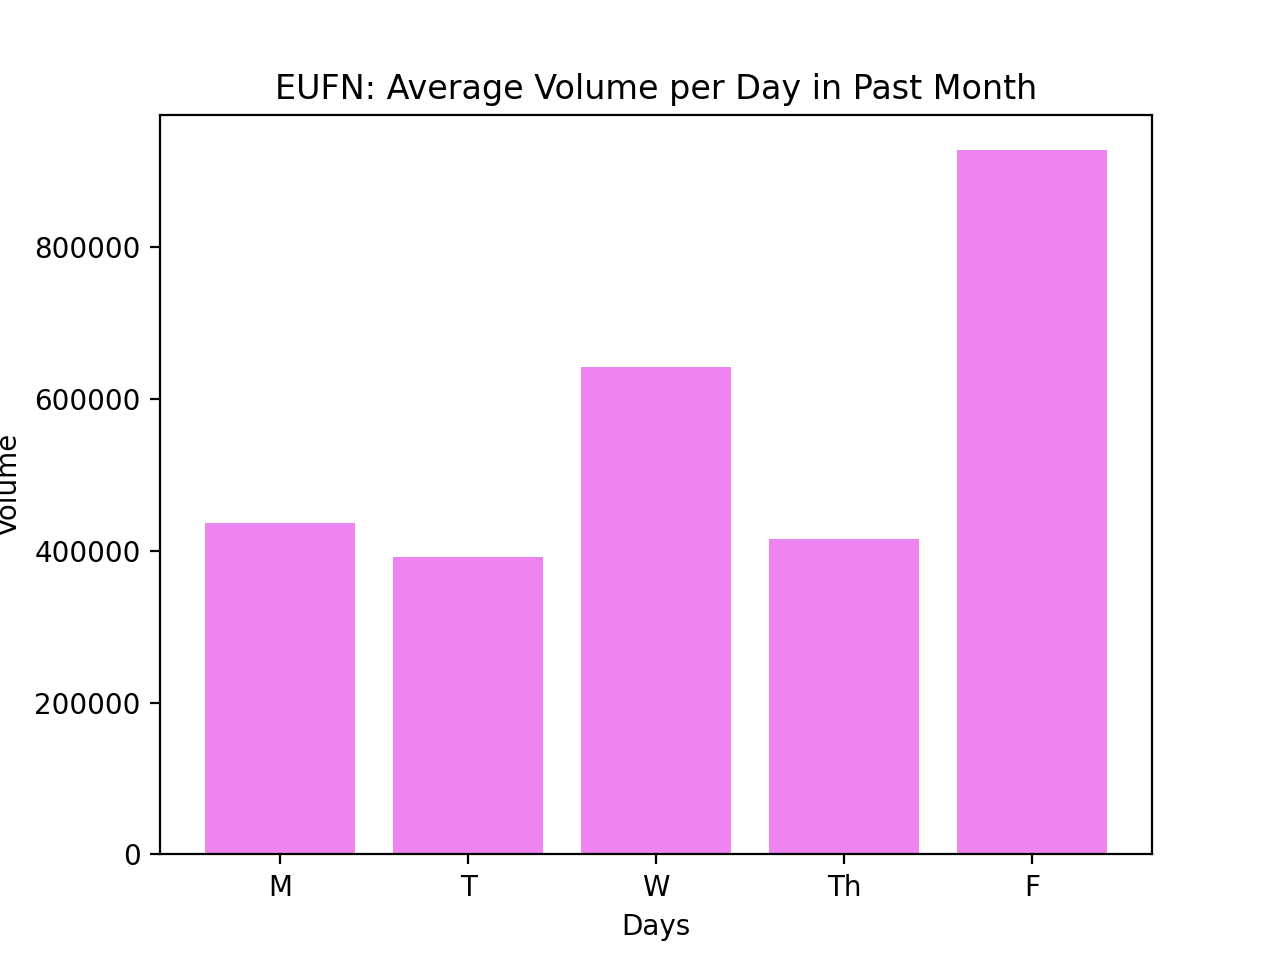 EUFN: Average Volume per Day in Past Month
800000
600000
400000
200000
0
Volume
M T W Th F
Days